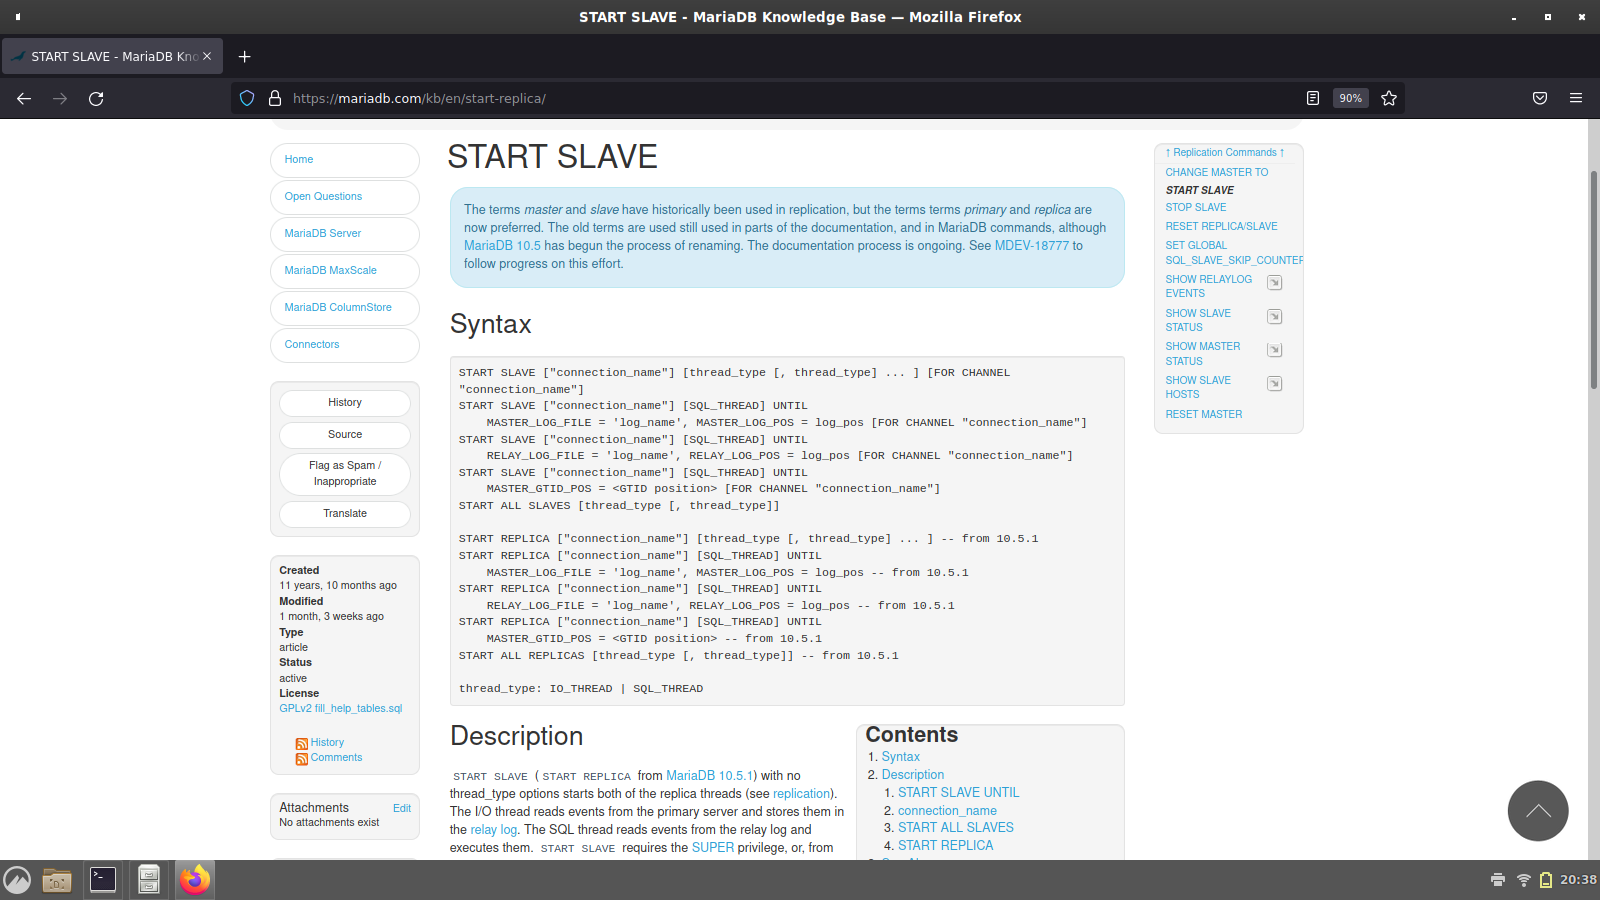 START SLAVE - MariaDB Knowledge Base — Mozilla Firefox
START SLAVE - MariaDB Kno
https://mariadb.com/kb/en/start-replica/
90%
Home
Open Questions
MariaDB Server
MariaDB MaxScale
MariaDB ColumnStore
Connectors
History
Source
Flag as Spam /
Inappropriate
Translate
Created
11 years, 10 months ago
Modified
1 month, 3 weeks ago
Type
article
Status
active
License
GPLv2 fill_help_tables.sql
History
Comments
Attachments Edit
No attachments exist
START SLAVE
The terms master and slave have historically been used in replication, but the terms terms primary and replica are
now preferred. The old terms are used still used in parts of the documentation, and in MariaDB commands, although
MariaDB 10.5 has begun the process of renaming. The documentation process is ongoing. See MDEV-18777 to
follow progress on this effort.
Syntax
START SLAVE ["connection_name"] [thread_type [, thread_type] ... ] [FOR CHANNEL
"connection_name"]
START SLAVE ["connection_name"] [SQL_THREAD] UNTIL
    MASTER_LOG_FILE = 'log_name', MASTER_LOG_POS = log_pos [FOR CHANNEL "connection_name"]
START SLAVE ["connection_name"] [SQL_THREAD] UNTIL
    RELAY_LOG_FILE = 'log_name', RELAY_LOG_POS = log_pos [FOR CHANNEL "connection_name"]
START SLAVE ["connection_name"] [SQL_THREAD] UNTIL
    MASTER_GTID_POS = <GTID position> [FOR CHANNEL "connection_name"]
START ALL SLAVES [thread_type [, thread_type]]
START REPLICA ["connection_name"] [thread_type [, thread_type] ... ] -- from 10.5.1
START REPLICA ["connection_name"] [SQL_THREAD] UNTIL
    MASTER_LOG_FILE = 'log_name', MASTER_LOG_POS = log_pos -- from 10.5.1
START REPLICA ["connection_name"] [SQL_THREAD] UNTIL
    RELAY_LOG_FILE = 'log_name', RELAY_LOG_POS = log_pos -- from 10.5.1
START REPLICA ["connection_name"] [SQL_THREAD] UNTIL
    MASTER_GTID_POS = <GTID position> -- from 10.5.1
START ALL REPLICAS [thread_type [, thread_type]] -- from 10.5.1
thread_type: IO_THREAD | SQL_THREAD
Description
START SLAVE (START REPLICA from MariaDB 10.5.1) with no
thread_type options starts both of the replica threads (see replication).
The I/O thread reads events from the primary server and stores them in
the relay log. The SQL thread reads events from the relay log and
executes them. START SLAVE requires the SUPER privilege, or, from
Contents
1. Syntax
2. Description
1. START SLAVE UNTIL
2. connection_name
3. START ALL SLAVES
4. START REPLICA
↑ Replication Commands ↑
CHANGE MASTER TO
START SLAVE
STOP SLAVE
RESET REPLICA/SLAVE
SET GLOBAL
SQL_SLAVE_SKIP_COUNTER
SHOW RELAYLOG
EVENTS
SHOW SLAVE
STATUS
SHOW MASTER
STATUS
SHOW SLAVE
HOSTS
RESET MASTER
20:38